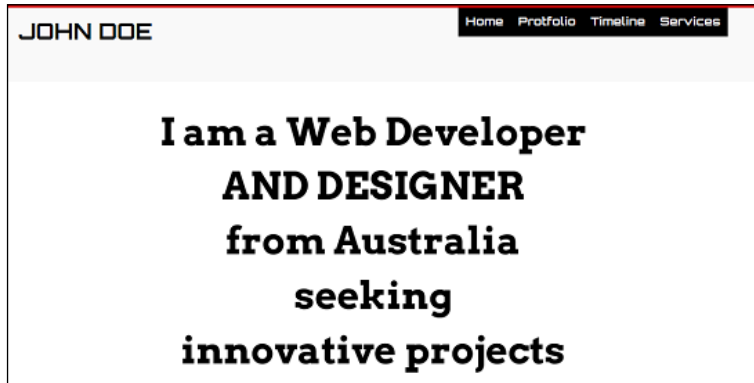 JOHN DOE
Home Protfolio Timeline Services
I am a Web Developer
AND DESIGNER
from Australia
seeking
innovative projects